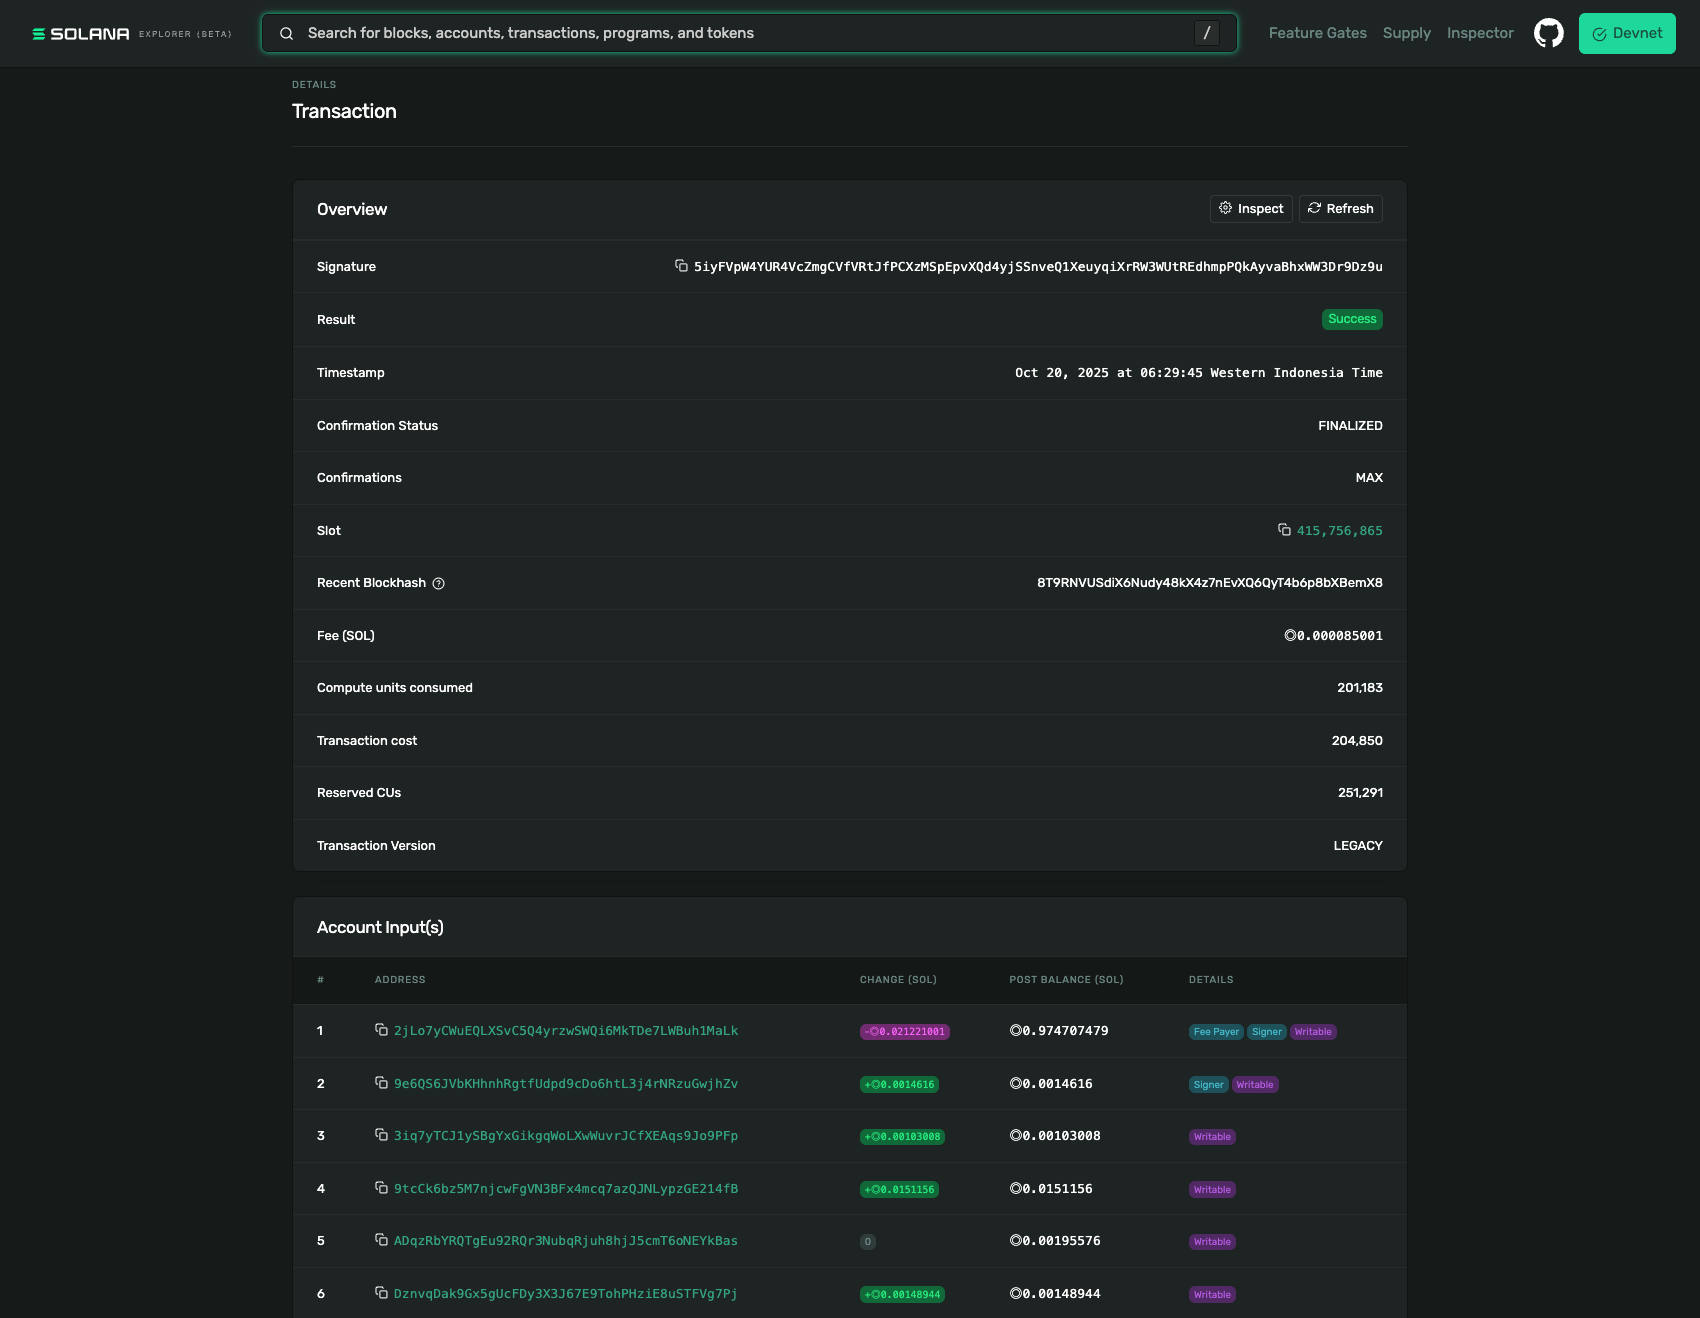 SOLANA EXPLORER (BETA) Search for blocks, accounts, transactions, programs, and tokens / Feature Gates Supply Inspector Devnet
DETAILS
Transaction
Overview Inspect Refresh
Signature 5iyFVpW4YUR4VcZmgCVfVRtJfPCXzMSpEpvXQd4yjSSnveQ1XeuyqiXrRW3WUtREdhmpPQkAyvaBhxWW3Dr9Dz9u
Result Success
Timestamp Oct 20, 2025 at 06:29:45 Western Indonesia Time
Confirmation Status FINALIZED
Confirmations MAX
Slot 415,756,865
Recent Blockhash 8T9RNVUSdiX6Nudy48kX4z7nEvXQ6QyT4b6p8bXBemX8
Fee (SOL) ◎0.000085001
Compute units consumed 201,183
Transaction cost 204,850
Reserved CUs 251,291
Transaction Version LEGACY
Account Input(s)
# ADDRESS CHANGE (SOL) POST BALANCE (SOL) DETAILS
1 2jLo7yCWuEQLXSvC5Q4yrzwSWQi6MkTDe7LWBuh1MaLk -◎0.021221001 ◎0.974707479 Fee Payer Signer Writable
2 9e6QS6JVbKHhnhRgtfUdpd9cDo6htL3j4rNRzuGwjhZv +◎0.0014616 ◎0.0014616 Signer Writable
3 3iq7yTCJ1ySBgYxGikgqWoLXwWuvrJCfXEAqs9Jo9PFp +◎0.00103008 ◎0.00103008 Writable
4 9tcCk6bz5M7njcwFgVN3BFx4mcq7azQJNLypzGE214fB +◎0.0151156 ◎0.0151156 Writable
5 ADqzRbYRQTgEu92RQr3NubqRjuh8hjJ5cmT6oNEYkBas 0 ◎0.00195576 Writable
6 DznvqDak9Gx5gUcFDy3X3J67E9TohPHziE8uSTFVg7Pj +◎0.00148944 ◎0.00148944 Writable